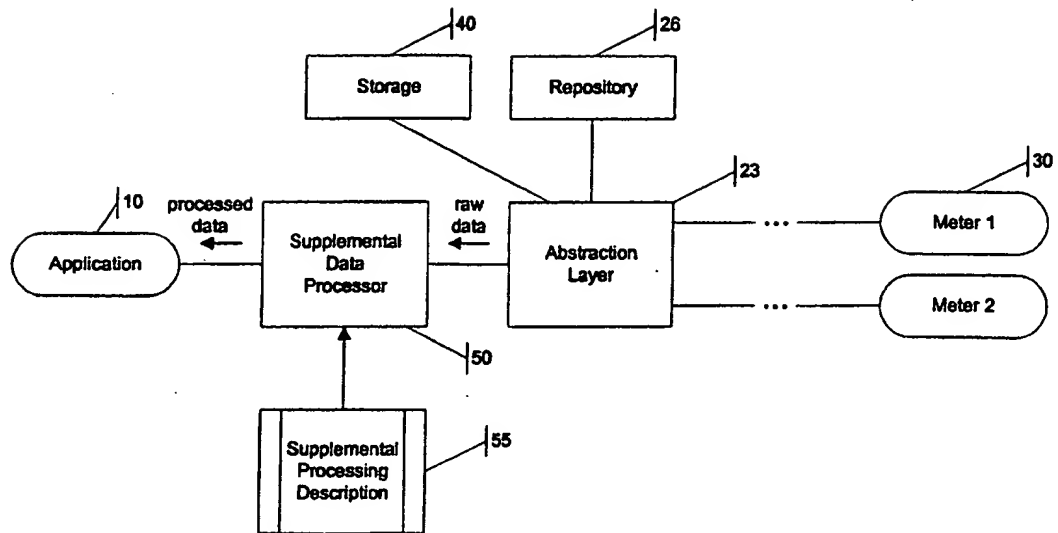 40
26
Storage
Repository
23
30
10
processed
data
raw
data
Meter 1
Application
Supplemental
Data
Processor
Abstraction
Layer
...
Meter 2
...
50
Supplemental
Processing
Description
55